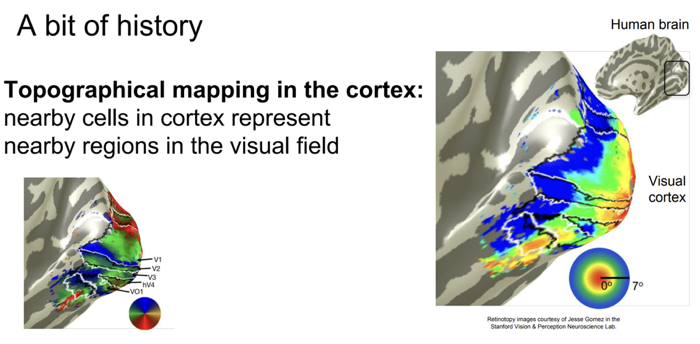 A bit of history
Human brain
Topographical mapping in the cortex:
nearby cells in cortex represent
nearby regions in the visual field
Visual
cortex
V1
V2
V3
hV4
VO1
0º
7º
Retinotopy images courtesy of Jesse Gomez in the
Stanford Vision & Perception Neuroscience Lab.